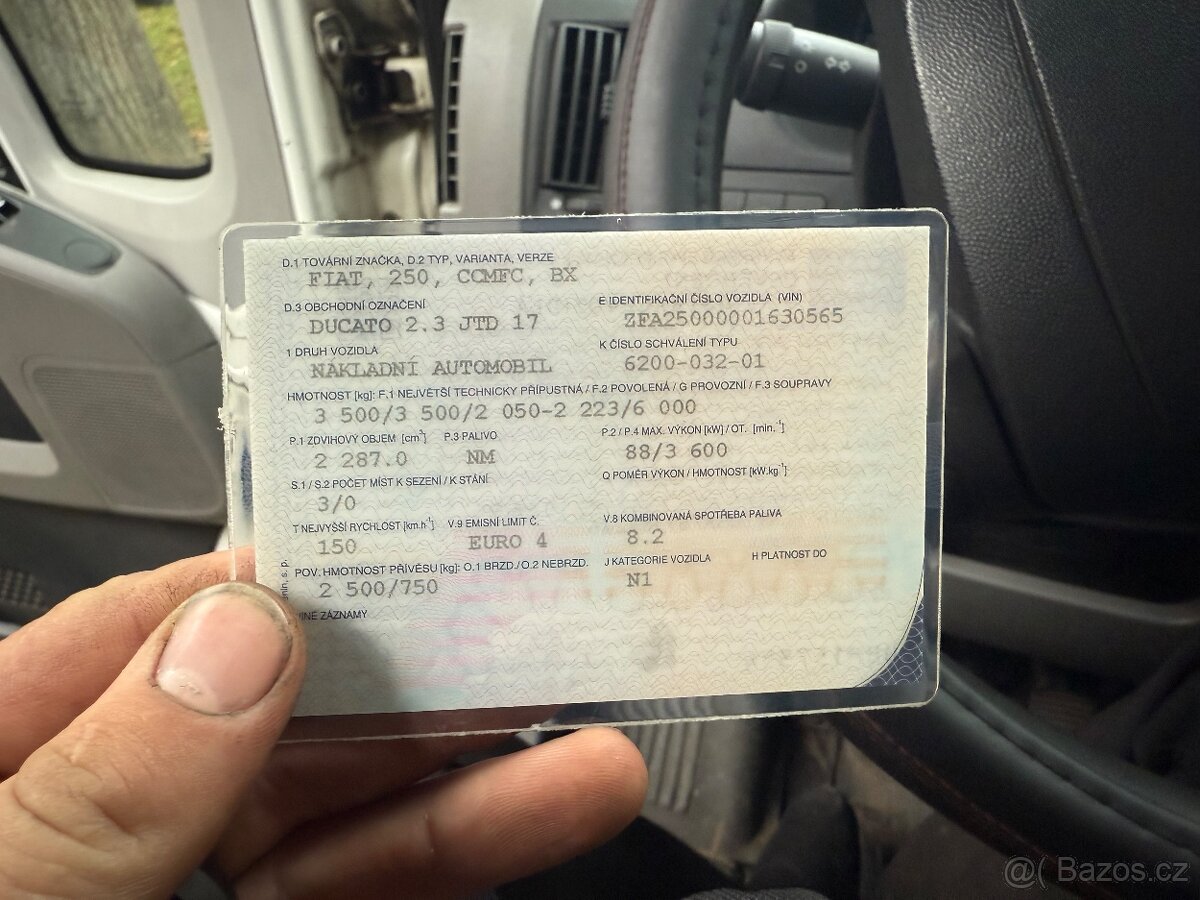 D.1 TOVÁRNÍ ZNAČKA, D.2 TYP, VARIANTA, VERZE
FIAT, 250, CCMFC, BX
D.3 OBCHODNÍ OZNAČENÍ
DUCATO 2.3 JTD 17
E IDENTIFIKAČNÍ ČÍSLO VOZIDLA (VIN)
ZFA25000001630565
1 DRUH VOZIDLA
NÁKLADNÍ AUTOMOBIL
K ČÍSLO SCHVÁLENÍ TYPU
6200-032-01
HMOTNOST [kg]: F.1 NEJVĚTŠÍ TECHNICKY PŘÍPUSTNÁ / F.2 POVOLENÁ / G PROVOZNÍ / F.3 SOUPRAVY
3 500/3 500/2 050-2 223/6 000
P.1 ZDVIHOVÝ OBJEM [cm³] P.3 PALIVO
2 287.0 NM
P.2 / P.4 MAX. VÝKON [kW] / OT. [min.⁻¹]
88/3 600
S.1 / S.2 POČET MÍST K SEZENÍ / K STÁNÍ
3/0
Q POMĚR VÝKON / HMOTNOST [kW.kg⁻¹]
T NEJVYŠŠÍ RYCHLOST [km.h⁻¹] V.9 EMISNÍ LIMIT Č.
150 EURO 4
V.8 KOMBINOVANÁ SPOTŘEBA PALIVA
8.2
POV. HMOTNOST PŘÍVĚSU [kg]: O.1 BRZD./O.2 NEBRZD.
2 500/750
J KATEGORIE VOZIDLA H PLATNOST DO
N1
JINÉ ZÁZNAMY
@( Bazos.cz